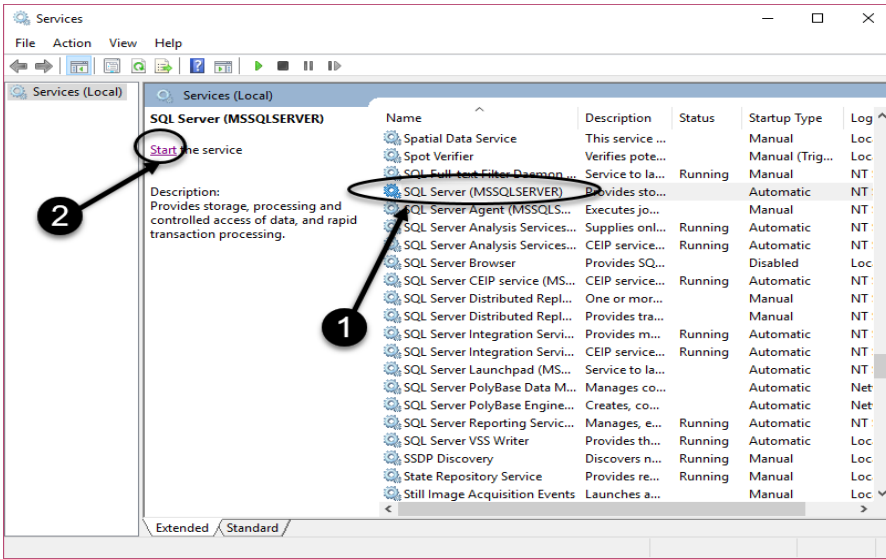 Services
File Action View Help
Services (Local)
Services (Local)
SQL Server (MSSQLSERVER)
Start the service
Description:
Provides storage, processing and
controlled access of data, and rapid
transaction processing.
2
1
Name Description Status Startup Type Log
Spatial Data Service This service ... Manual Loc
Spot Verifier Verifies pote... Manual (Trig... Loc
SQL Full-text Filter Daemon ... Service to la... Running Manual NT
SQL Server (MSSQLSERVER) Provides sto... Automatic NT
SQL Server Agent (MSSQLS... Executes jo... Manual NT
SQL Server Analysis Services... Supplies onl... Running Automatic NT
SQL Server Analysis Services... CEIP service... Running Automatic NT
SQL Server Browser Provides SQ... Disabled Loc
SQL Server CEIP service (MS... CEIP service... Running Automatic NT
SQL Server Distributed Repl... One or mor... Manual NT
SQL Server Distributed Repl... Provides tra... Manual NT
SQL Server Integration Servi... Provides m... Running Automatic NT
SQL Server Integration Servi... CEIP service... Running Automatic NT
SQL Server Launchpad (MS... Service to la... Automatic NT
SQL Server PolyBase Data M... Manages co... Automatic Net
SQL Server PolyBase Engine... Creates, co... Automatic Net
SQL Server Reporting Servic... Manages, e... Running Automatic NT
SQL Server VSS Writer Provides th... Running Automatic Loc
SSDP Discovery Discovers n... Running Manual Loc
State Repository Service Provides re... Running Manual Loc
Still Image Acquisition Events Launches a... Manual Loc
Extended Standard